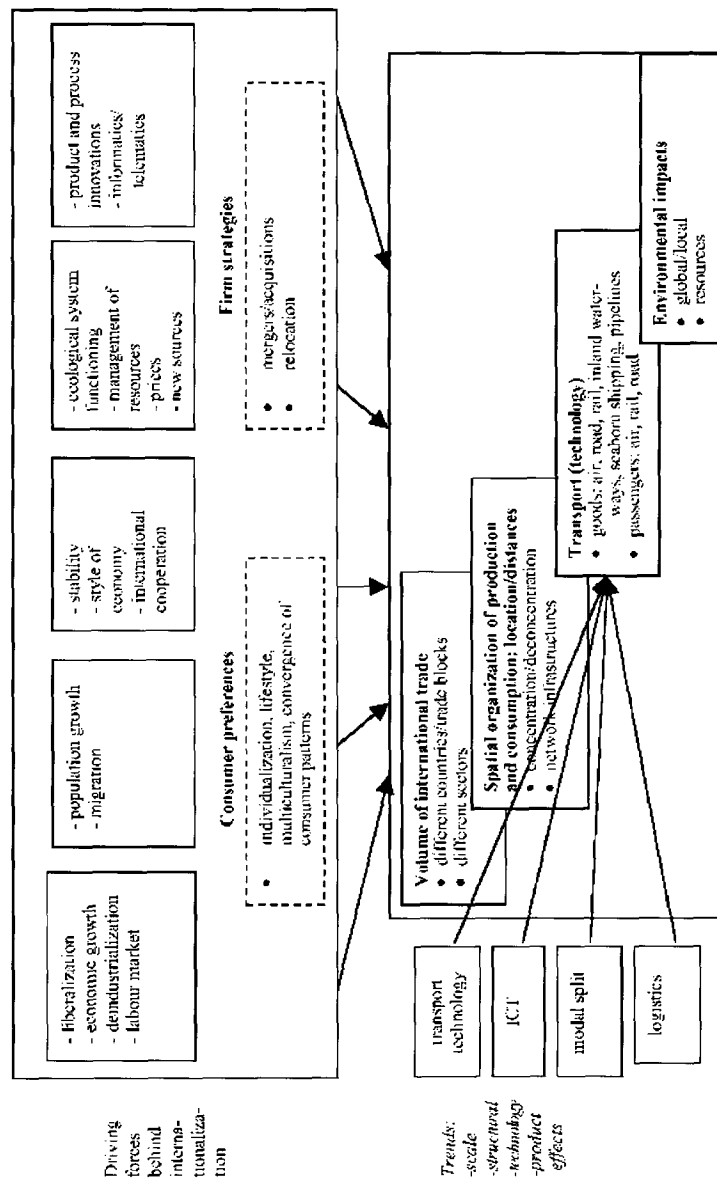 Driving
forces
behind
interna-
tionaliza-
tion
- liberalization
- economic growth
- deindustrialization
- labour market
- population growth
- migration
- stability
- style of
economy
- international
cooperation
- ecological system
functioning
- management of
resources
- prices
- new sources
- product and process
innovations
- informatics/
telematics
Consumer preferences
• individualization, lifestyle,
multiculturalism, convergence of
consumer patterns
Firm strategies
• mergers/acquisitions
• relocation
Trends:
-scale
-structural
-technology
-product
effects
transport
technology
ICT
modal split
logistics
Volume of international trade
• different countries/trade blocks
• different sectors
Spatial organization of production
and consumption: location/distances
• concentration/deconcentration
• network infrastructures
Transport (technology)
• goods: air, road, rail, inland water-
ways, seaborn shipping, pipelines
• passengers: air, rail, road
Environmental impacts
• global/local
• resources